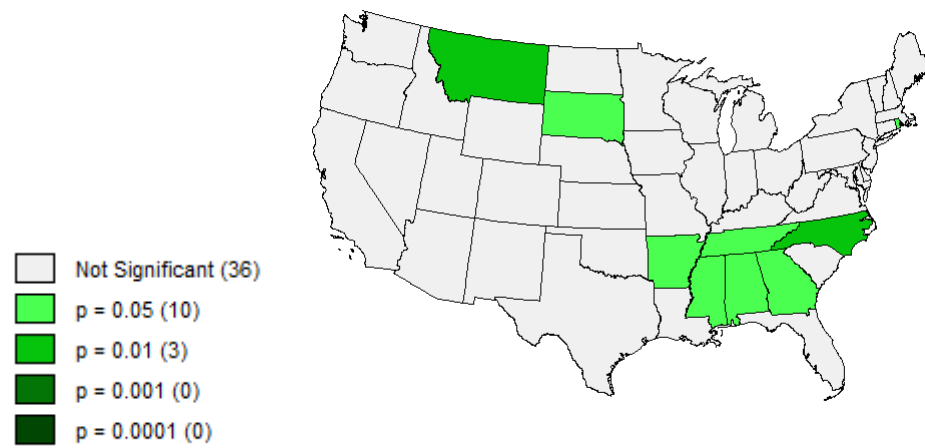 Not Significant (36)
p = 0.05 (10)
p = 0.01 (3)
p = 0.001 (0)
p = 0.0001 (0)